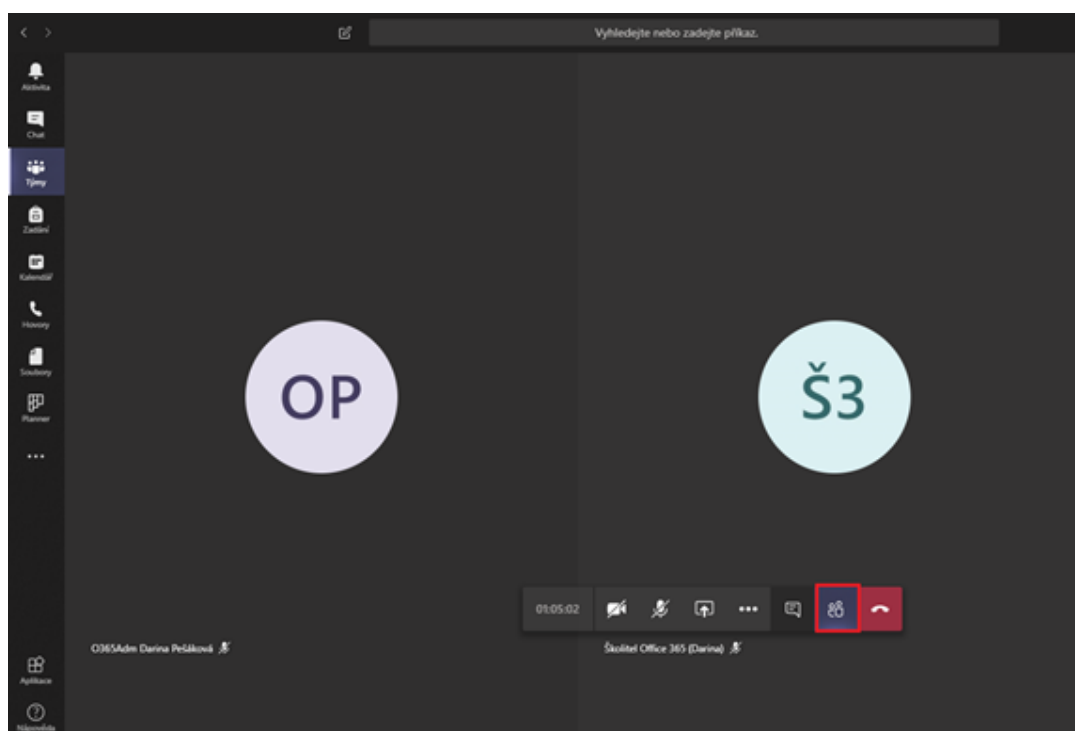 Vyhledejte nebo zadejte příkaz.
Aktivita
Chat
Týmy
Zadání
Kalendář
Hovory
Soubory
Planner
OP
Š3
01:05:02
O365Adm Darina Pešáková
Školitel Office 365 (Darina)
Aplikace
Nápověda